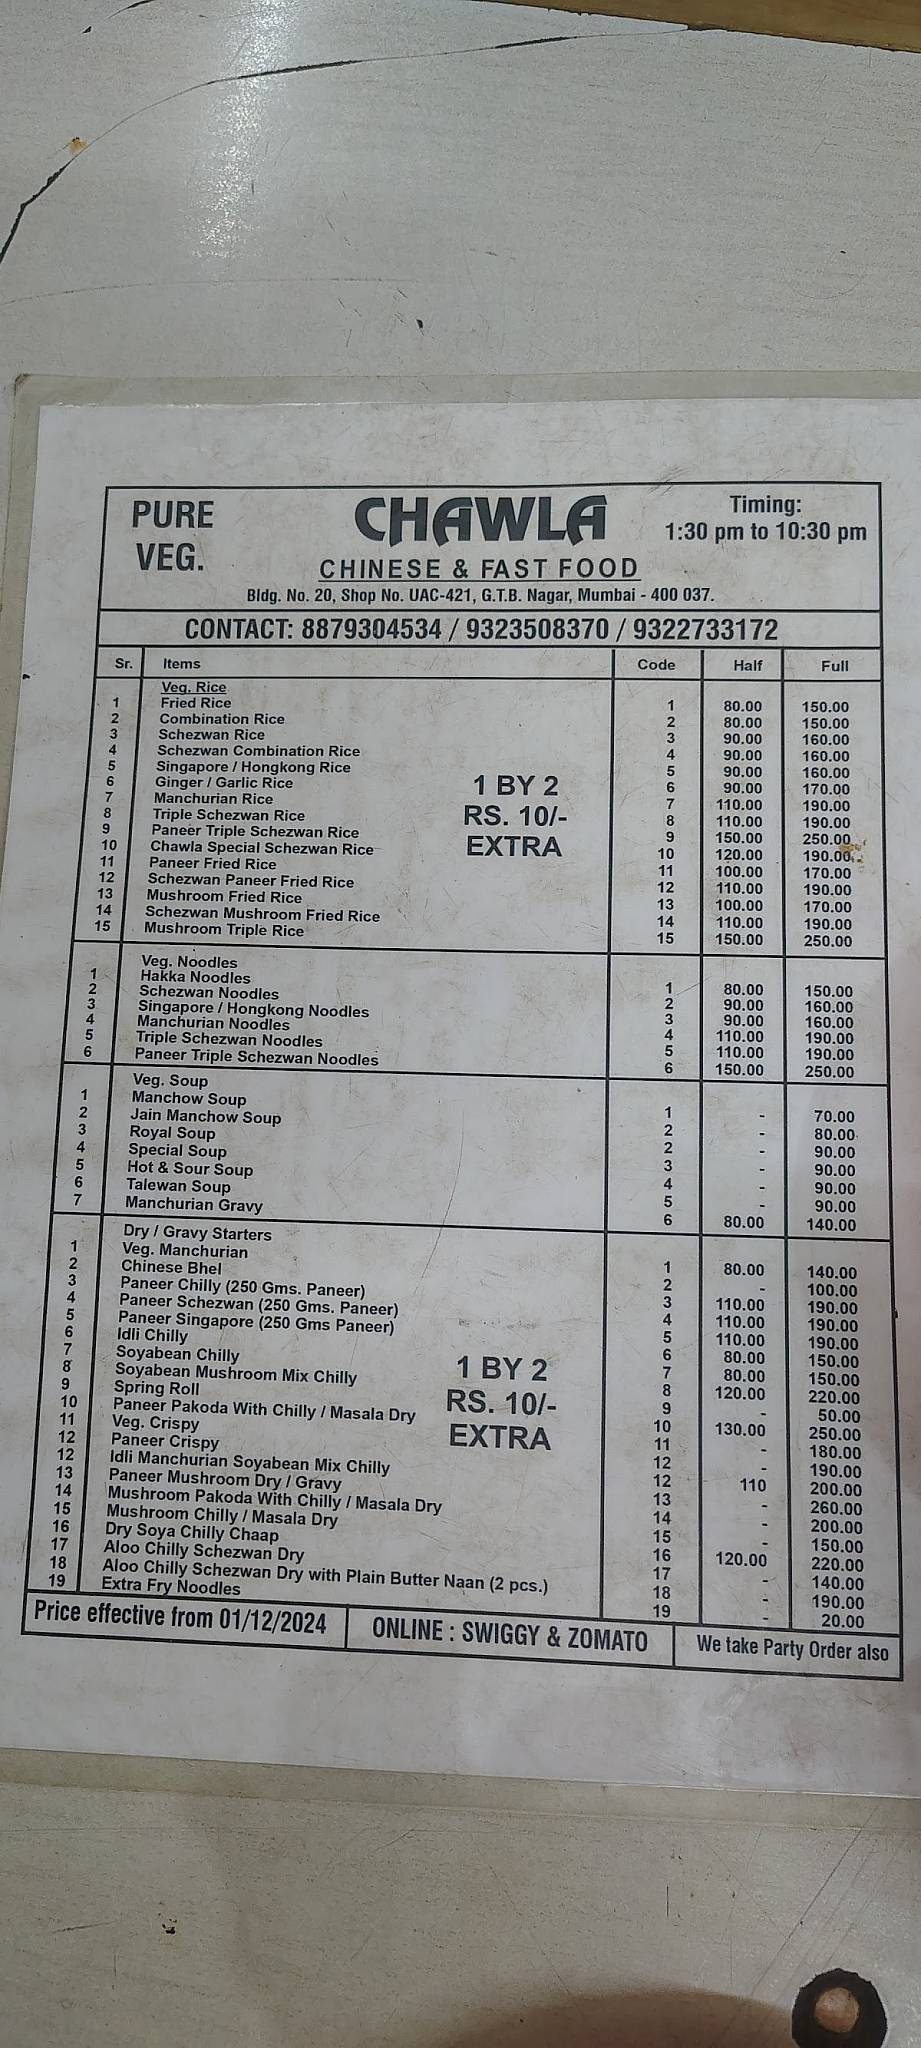 PURE VEG.
CHAWLA
CHINESE & FAST FOOD
Timing:
1:30 pm to 10:30 pm
Bldg. No. 20, Shop No. UAC-421, G.T.B. Nagar, Mumbai - 400 037.
CONTACT: 8879304534 / 9323508370 / 9322733172
Sr. Items Code Half Full
Veg. Rice
1 Fried Rice 1 80.00 150.00
2 Combination Rice 2 80.00 150.00
3 Schezwan Rice 3 90.00 160.00
4 Schezwan Combination Rice 4 90.00 160.00
5 Singapore / Hongkong Rice 5 90.00 160.00
6 Ginger / Garlic Rice 6 90.00 170.00
7 Manchurian Rice 7 110.00 190.00
8 Triple Schezwan Rice 8 110.00 190.00
9 Paneer Triple Schezwan Rice 9 150.00 250.00
10 Chawla Special Schezwan Rice 10 120.00 190.00
11 Paneer Fried Rice 11 100.00 170.00
12 Schezwan Paneer Fried Rice 12 110.00 190.00
13 Mushroom Fried Rice 13 100.00 170.00
14 Schezwan Mushroom Fried Rice 14 110.00 190.00
15 Mushroom Triple Rice 15 150.00 250.00
1 BY 2
RS. 10/-
EXTRA
Veg. Noodles
1 Hakka Noodles 1 80.00 150.00
2 Schezwan Noodles 2 90.00 160.00
3 Singapore / Hongkong Noodles 3 90.00 160.00
4 Manchurian Noodles 4 110.00 190.00
5 Triple Schezwan Noodles 5 110.00 190.00
6 Paneer Triple Schezwan Noodles 6 150.00 250.00
Veg. Soup
1 Manchow Soup 1 - 70.00
2 Jain Manchow Soup 2 - 80.00
3 Royal Soup 2 - 90.00
4 Special Soup 3 - 90.00
5 Hot & Sour Soup 4 - 90.00
6 Talewan Soup 5 - 90.00
7 Manchurian Gravy 6 80.00 140.00
Dry / Gravy Starters
1 Veg. Manchurian 1 80.00 140.00
2 Chinese Bhel 2 - 100.00
3 Paneer Chilly (250 Gms. Paneer) 3 110.00 190.00
4 Paneer Schezwan (250 Gms. Paneer) 4 110.00 190.00
5 Paneer Singapore (250 Gms Paneer) 5 110.00 190.00
6 Idli Chilly 6 80.00 150.00
7 Soyabean Chilly 7 80.00 150.00
8 Soyabean Mushroom Mix Chilly 8 120.00 220.00
9 Spring Roll 9 - 50.00
10 Paneer Pakoda With Chilly / Masala Dry 10 130.00 250.00
11 Veg. Crispy 11 - 180.00
12 Paneer Crispy 12 - 190.00
12 Idli Manchurian Soyabean Mix Chilly 12 110 200.00
13 Paneer Mushroom Dry / Gravy 13 - 260.00
14 Mushroom Pakoda With Chilly / Masala Dry 14 - 200.00
15 Mushroom Chilly / Masala Dry 15 - 150.00
16 Dry Soya Chilly Chaap 16 120.00 220.00
17 Aloo Chilly Schezwan Dry 17 - 140.00
18 Aloo Chilly Schezwan Dry with Plain Butter Naan (2 pcs.) 18 - 190.00
19 Extra Fry Noodles 19 - 20.00
1 BY 2
RS. 10/-
EXTRA
Price effective from 01/12/2024
ONLINE : SWIGGY & ZOMATO
We take Party Order also